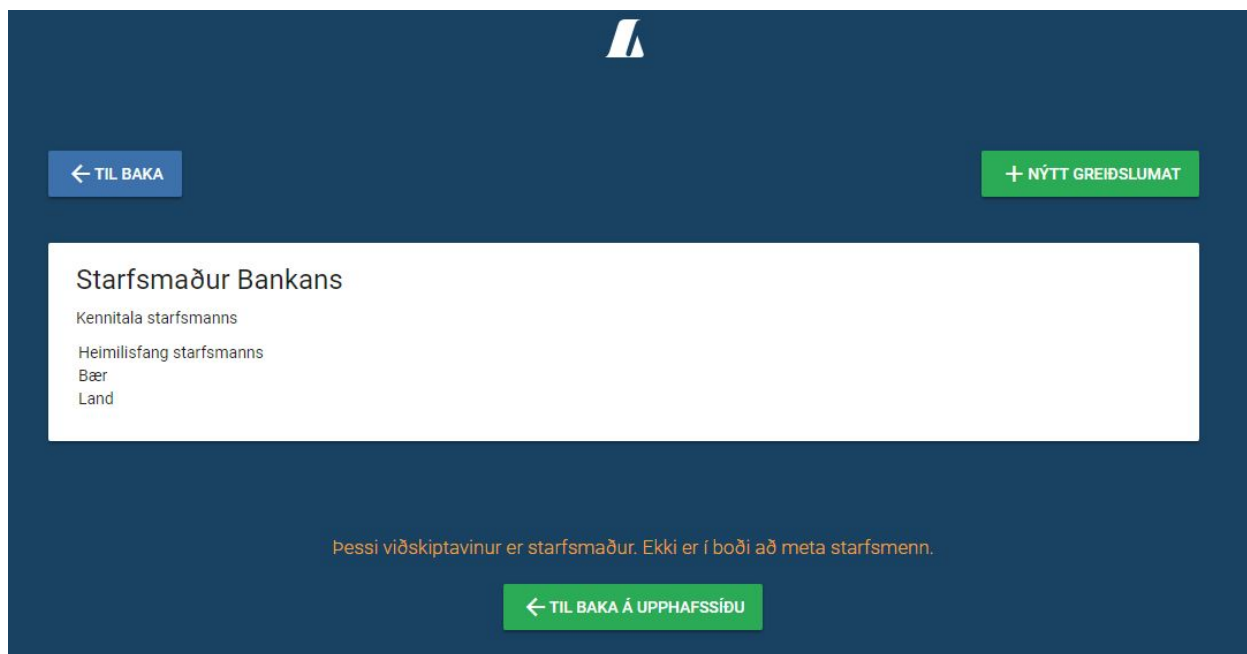 TIL BAKA
NÝTT GREIÐSLUMAT
Starfsmaður Bankans
Kennitala starfsmanns
Heimilisfang starfsmanns
Bær
Land
Þessi viðskiptavinur er starfsmaður. Ekki er í boði að meta starfsmenn.
TIL BAKA Á UPPHAFSSÍÐU